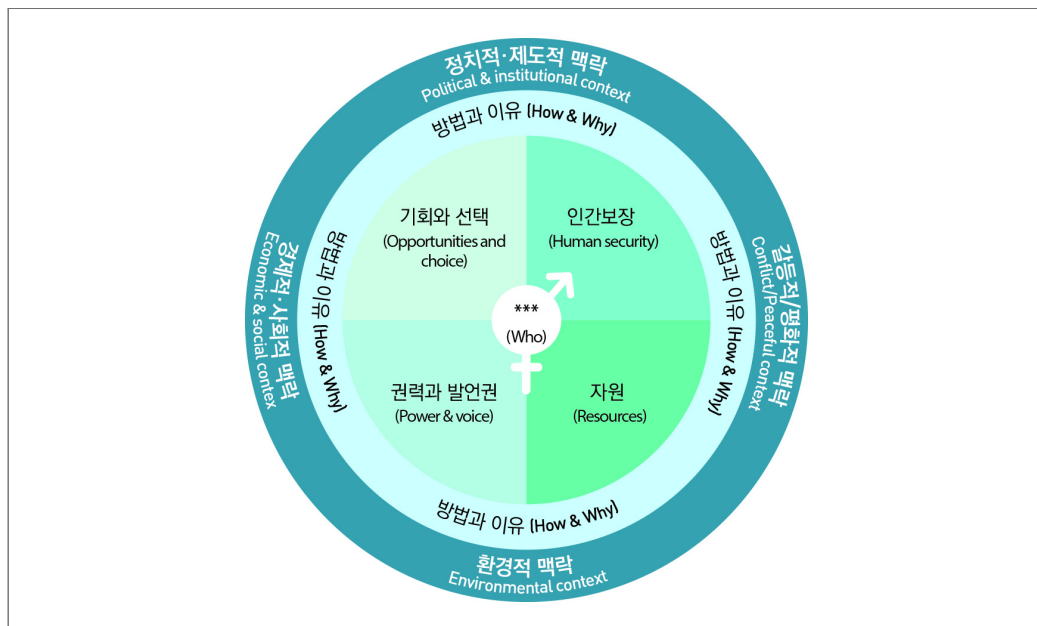 정치적·제도적 맥락
Political & institutional context
방법과 이유 (How & Why)
기회와 선택
(Opportunities and
choice)
인간보장
(Human security)
경제적·사회적 맥락
Economic & social contex
방법과 이유 (How & Why)
***
(Who)
방법과 이유 (How & Why)
갈등적/평화적 맥락
Conflict/Peaceful context
권력과 발언권
(Power & voice)
자원
(Resources)
방법과 이유 (How & Why)
환경적 맥락
Environmental context